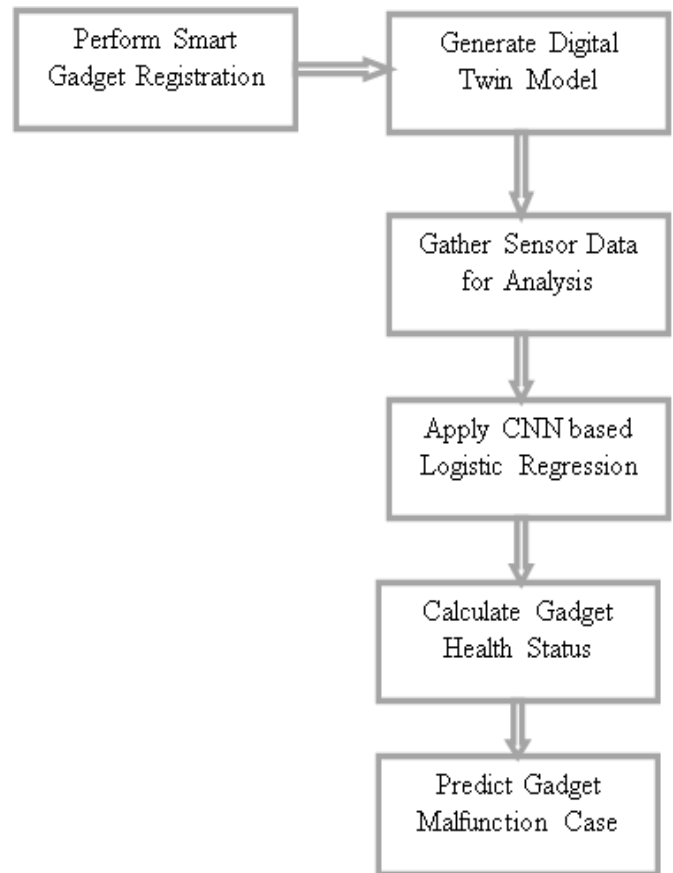 Perform Smart
Gadget Registration
Generate Digital
Twin Model
Gather Sensor Data
for Analysis
Apply CNN based
Logistic Regression
Calculate Gadget
Health Status
Predict Gadget
Malfunction Case